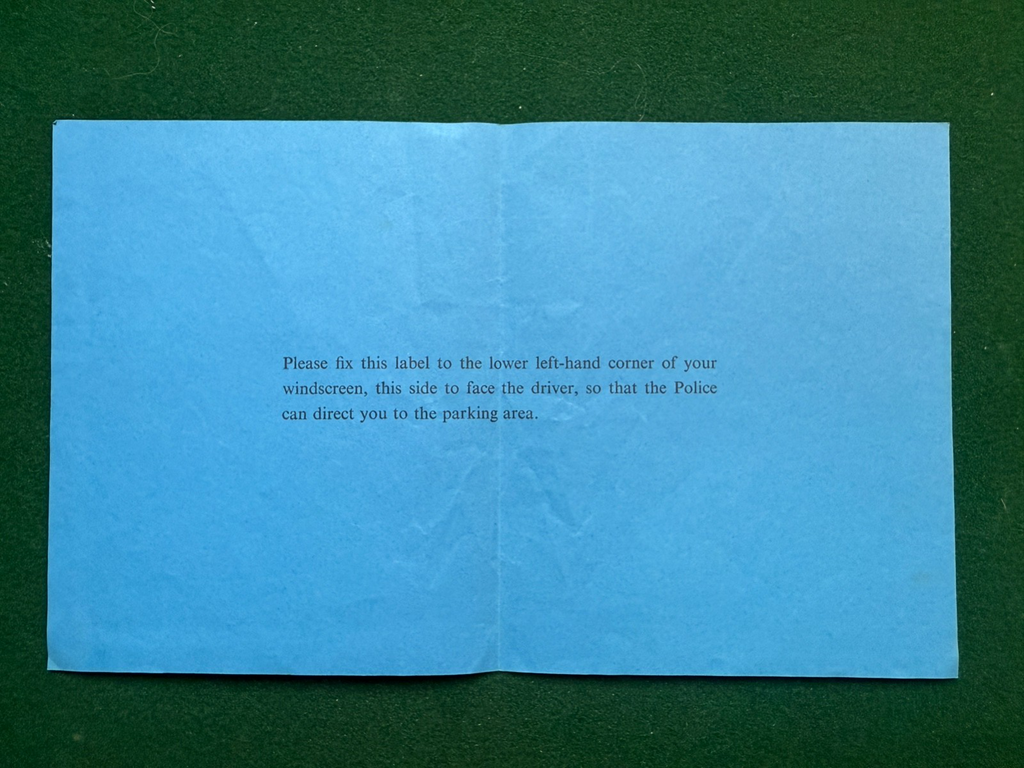 Please fix this label to the lower left-hand corner of your
windscreen, this side to face the driver, so that the Police
can direct you to the parking area.